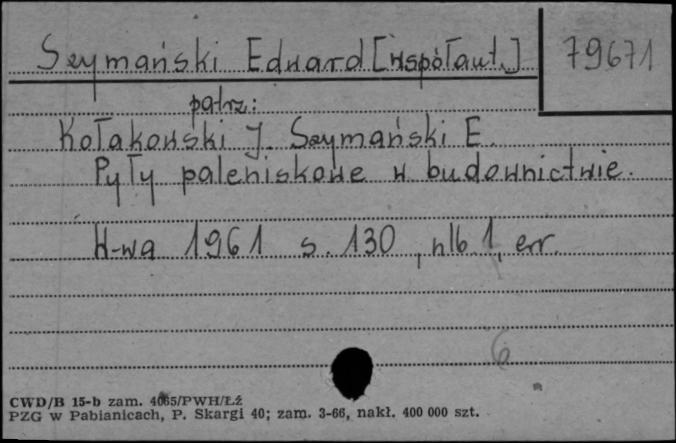 Szymański Edward [współaut.]
79671
patrz:
Kołakowski J. Szymański E.
Pyły paleniskowe w budownictwie.
W-wa 1961 s. 130, nlb. 1, err.
6
CWD/B 15-b zam. 4065/PWH/Łź
PZG w Pabianicach, P. Skargi 40; zam. 3-66, nakł. 400 000 szt.